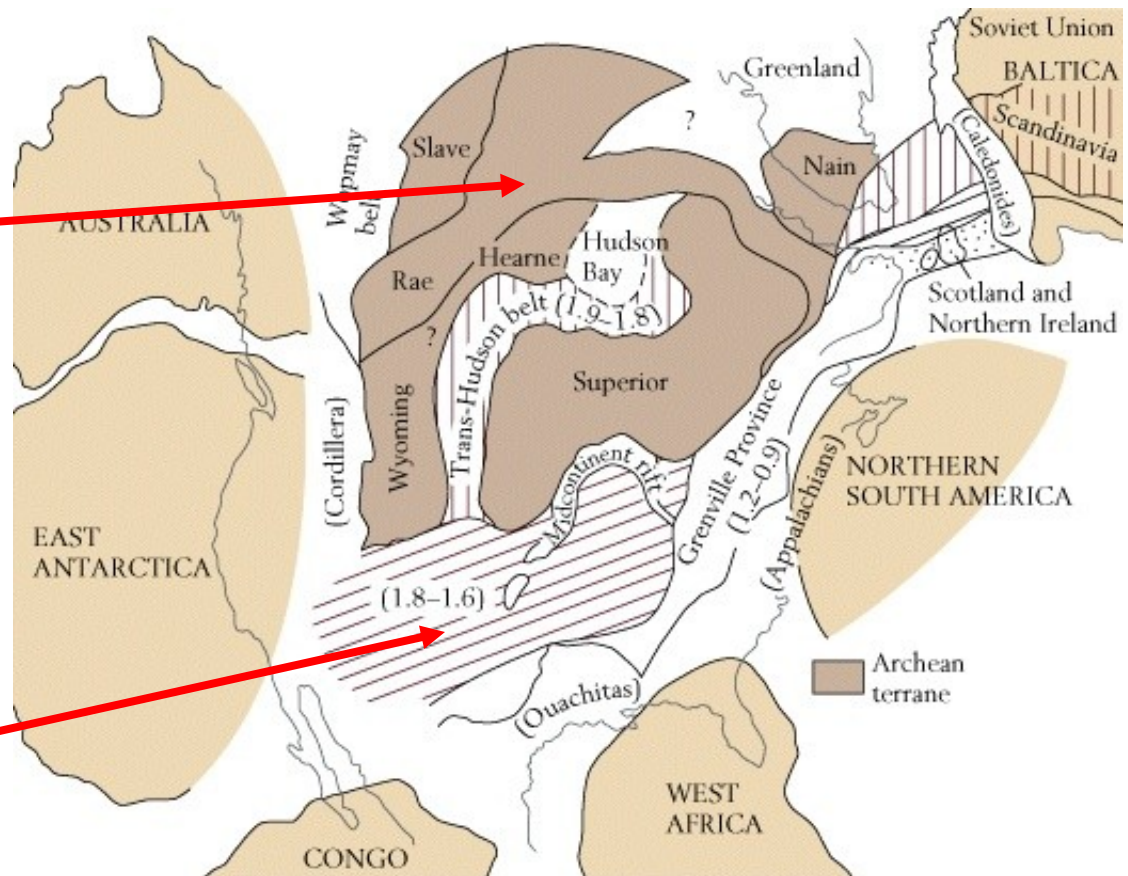 Soviet Union
BALTICA
Scandinavia
(Caledonides)
Greenland
?
Slave
Nain
Wopmay
belt
AUSTRALIA
Hearne
Hudson
Bay
Rae
Scotland and
Northern Ireland
?
Trans-Hudson belt (1.9–1.8)
Superior
Wyoming
(Cordillera)
Midcontinent rift
Grenville Province
(1.2–0.9)
(Appalachians)
NORTHERN
SOUTH AMERICA
EAST
ANTARCTICA
(1.8–1.6)
Archean
terrane
(Ouachitas)
WEST
AFRICA
CONGO